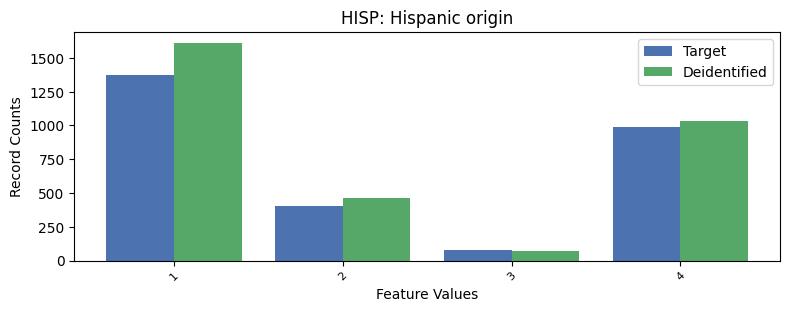 HISP: Hispanic origin
Target
Deidentified
Record Counts
1500
1250
1000
750
500
250
0
1
2
3
4
Feature Values